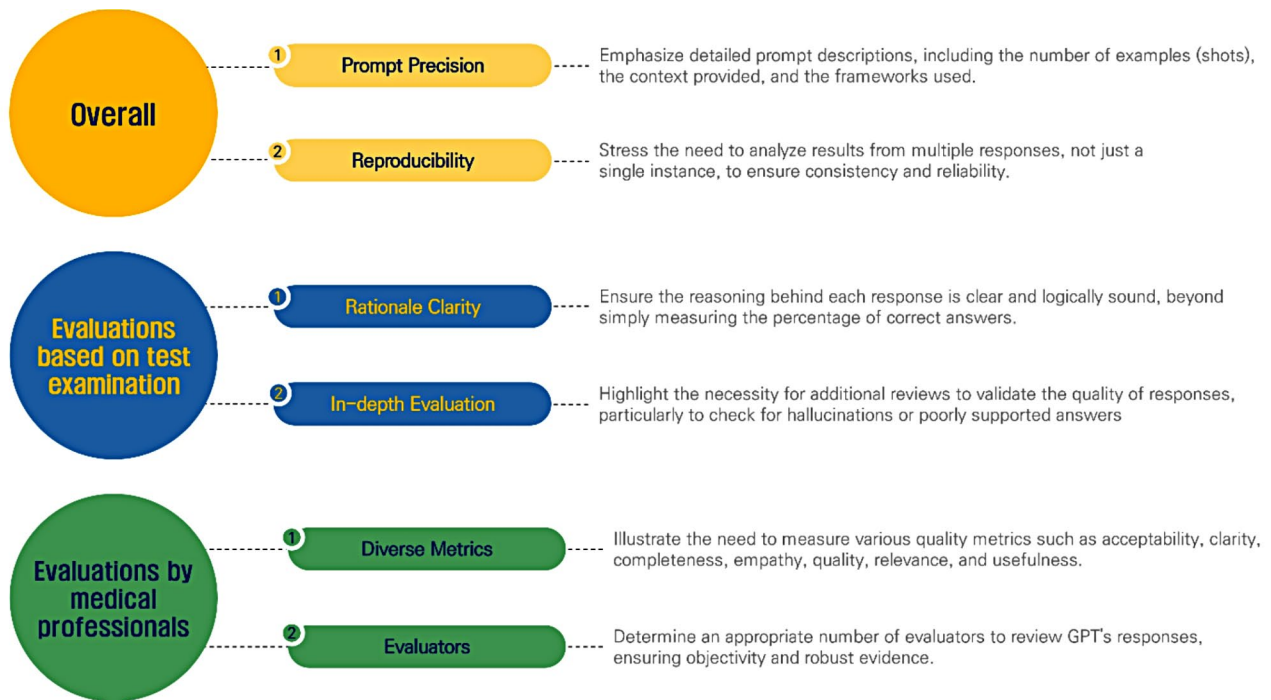 Overall
1
Prompt Precision
Emphasize detailed prompt descriptions, including the number of examples (shots),
the context provided, and the frameworks used.
2
Reproducibility
Stress the need to analyze results from multiple responses, not just a
single instance, to ensure consistency and reliability.
Evaluations
based on test
examination
1
Rationale Clarity
Ensure the reasoning behind each response is clear and logically sound, beyond
simply measuring the percentage of correct answers.
2
In-depth Evaluation
Highlight the necessity for additional reviews to validate the quality of responses,
particularly to check for hallucinations or poorly supported answers
Evaluations by
medical
professionals
1
Diverse Metrics
Illustrate the need to measure various quality metrics such as acceptability, clarity,
completeness, empathy, quality, relevance, and usefulness.
2
Evaluators
Determine an appropriate number of evaluators to review GPT's responses,
ensuring objectivity and robust evidence.